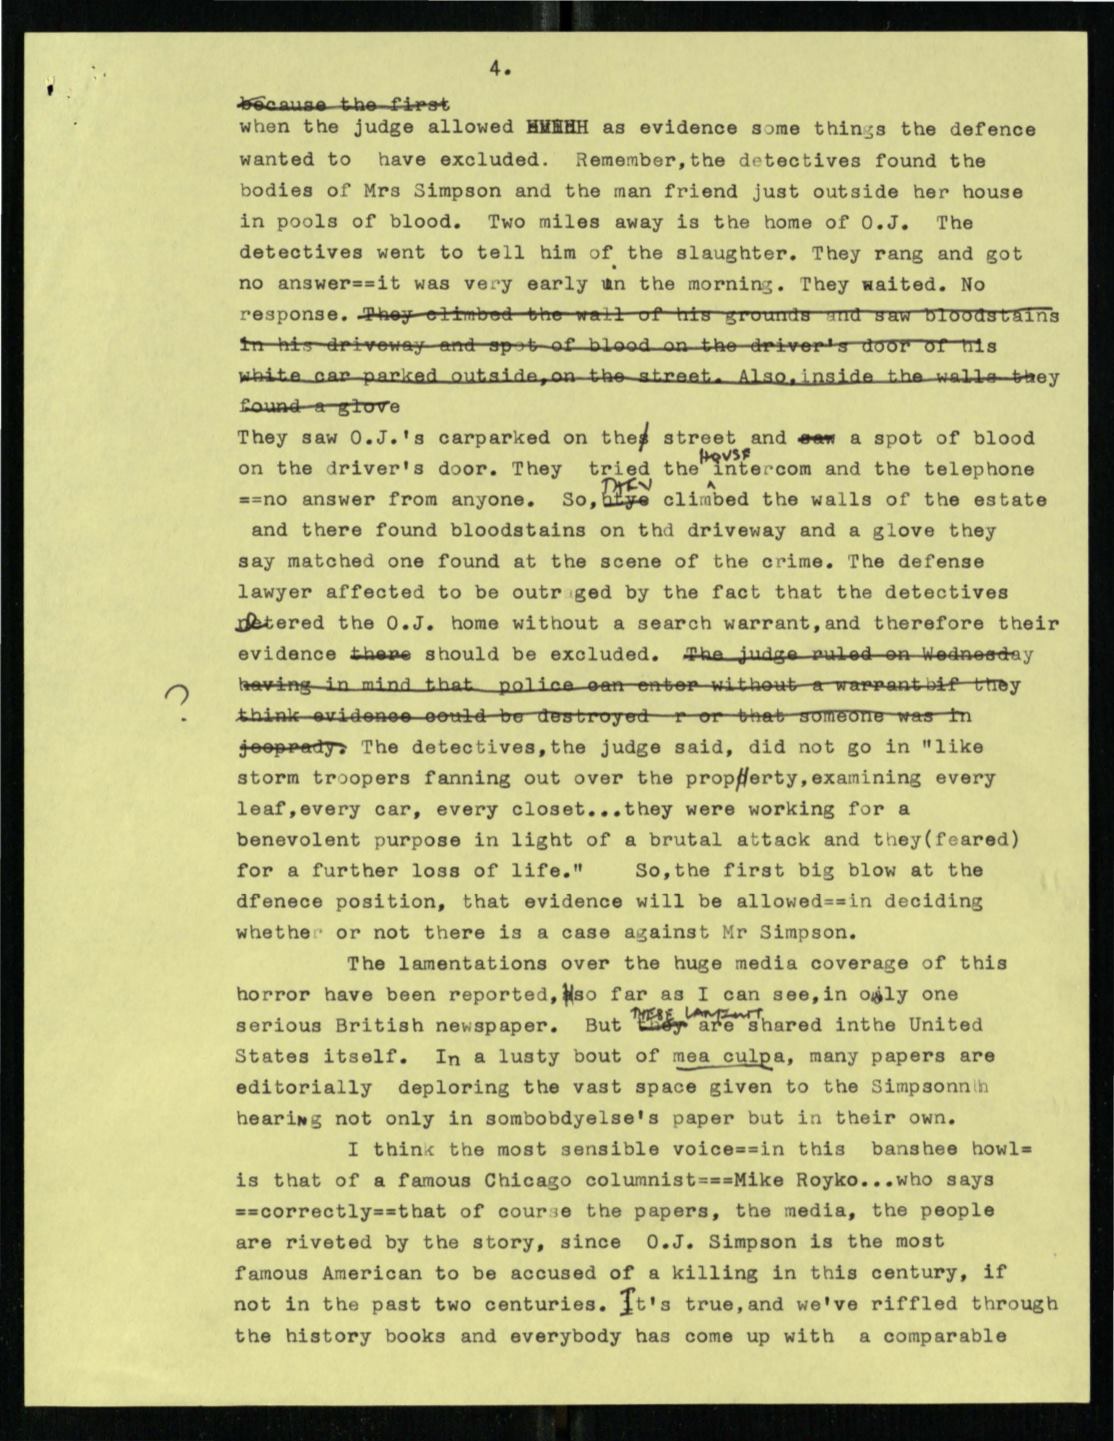 4.
because the first
when the judge allowed HMHHH as evidence some things the defence
wanted to have excluded. Remember,the detectives found the
bodies of Mrs Simpson and the man friend just outside her house
in pools of blood. Two miles away is the home of O.J. The
detectives went to tell him of the slaughter. They rang and got
no answer==it was very early in the morning. They waited. No
response. They climbed the wall of his grounds and saw bloodstains
in his driveway and spot of blood on the driver's door of his
white car parked outside,on the street. Also,inside the walls they
found a glove
They saw O.J.'s carparked on the street and saw a spot of blood
HOUSE
on the driver's door. They tried the intercom and the telephone
THEY
==no answer from anyone. So,htye climbed the walls of the estate
and there found bloodstains on thd driveway and a glove they
say matched one found at the scene of the crime. The defense
lawyer affected to be outraged by the fact that the detectives
netered the O.J. home without a search warrant,and therefore their
evidence there should be excluded. The judge ruled on Wednesday
having in mind that police can enter without a warrantbif they
? think evidence could be destroyed r or that someone was in
jeoprady. The detectives,the judge said, did not go in "like
storm troopers fanning out over the property,examining every
leaf,every car, every closet...they were working for a
benevolent purpose in light of a brutal attack and they(feared)
for a further loss of life." So,the first big blow at the
dfenece position, that evidence will be allowed==in deciding
whether or not there is a case against Mr Simpson.
The lamentations over the huge media coverage of this
horror have been reported, so far as I can see,in only one
THESE LAMENTS
serious British newspaper. But they are shared inthe United
States itself. In a lusty bout of mea culpa, many papers are
editorially deploring the vast space given to the Simpsonnhh
hearing not only in sombobdyelse's paper but in their own.
I think the most sensible voice==in this banshee howl=
is that of a famous Chicago columnist===Mike Royko...who says
==correctly==that of course the papers, the media, the people
are riveted by the story, since O.J. Simpson is the most
famous American to be accused of a killing in this century, if
not in the past two centuries. It's true,and we've riffled through
the history books and everybody has come up with a comparable